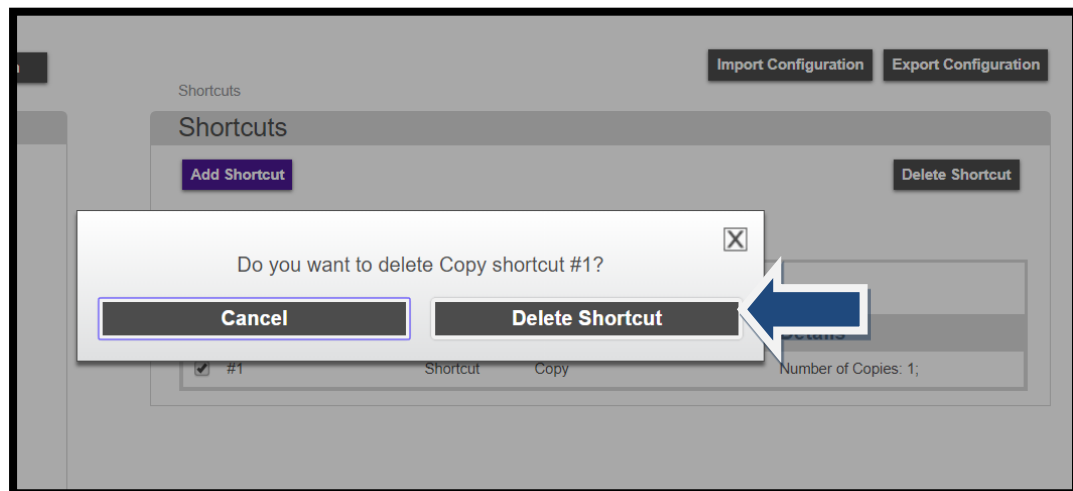 Import Configuration Export Configuration
Shortcuts
Shortcuts
Add Shortcut Delete Shortcut
X
Do you want to delete Copy shortcut #1?
Cancel Delete Shortcut
Details
#1 Shortcut Copy Number of Copies: 1;